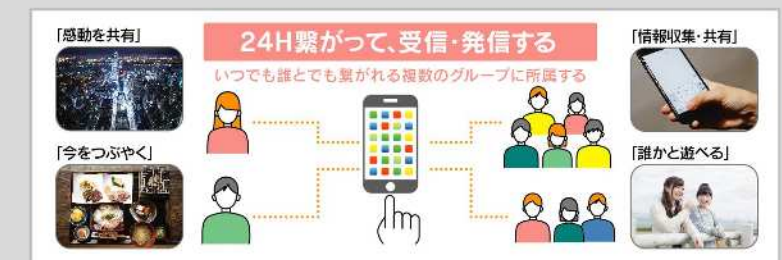 「感動を共有」
24H繋がって、受信・発信する
「情報収集・共有」
いつでも誰とでも繋がれる複数のグループに所属する
「今をつぶやく」
「誰かと遊べる」